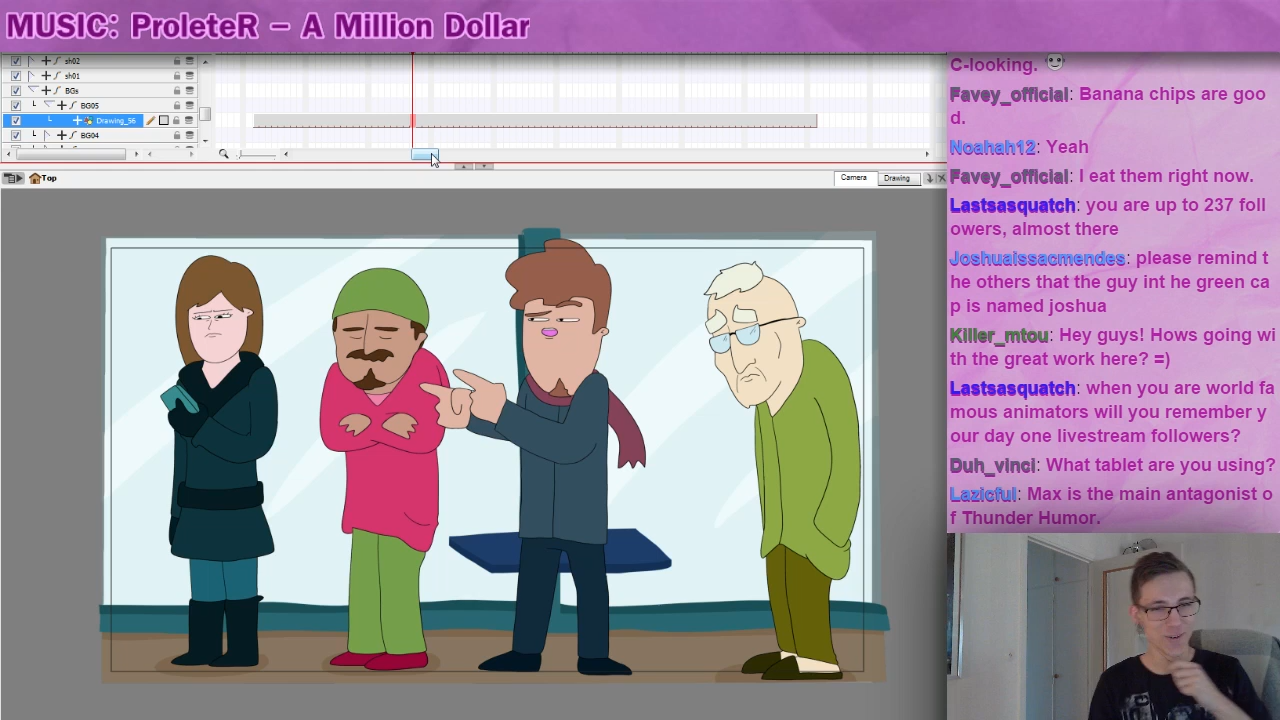 MUSIC: ProleteR - A Million Dollar
sh02
sh01
BGs
BG05
Drawing_56
BG04
Top
Camera
Drawing
C-looking.
Favey_official: Banana chips are goo
d.
Noahah12: Yeah
Favey_official: I eat them right now.
Lastsasquatch: you are up to 237 foll
owers, almost there
Joshuaissacmendes: please remind t
he others that the guy int he green ca
p is named joshua
Killer_mtou: Hey guys! Hows going wi
th the great work here? =)
Lastsasquatch: when you are world fa
mous animators will you remember y
our day one livestream followers?
Duh_vinci: What tablet are you using?
Lazicful: Max is the main antagonist o
f Thunder Humor.